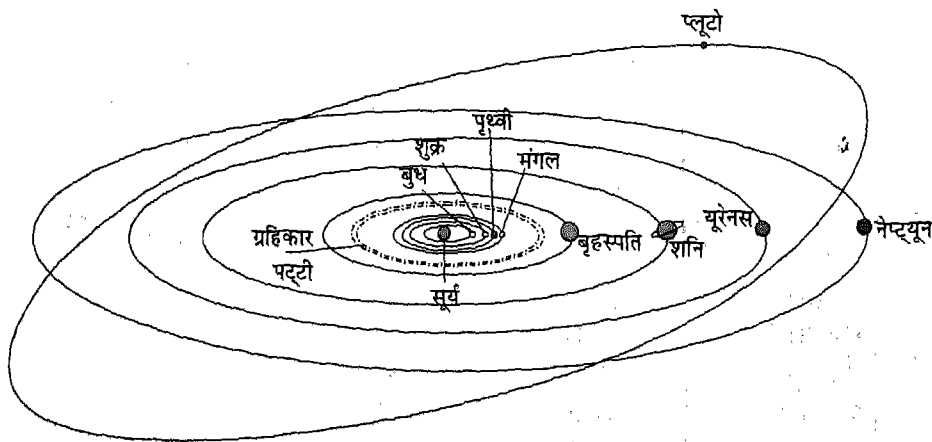 प्लूटो
पृथ्वी
शुक्र
मंगल
बुध
ग्रहिकार
पट्टी
सूर्य
बृहस्पति
शनि
यूरेनस
नेप्ट्यून